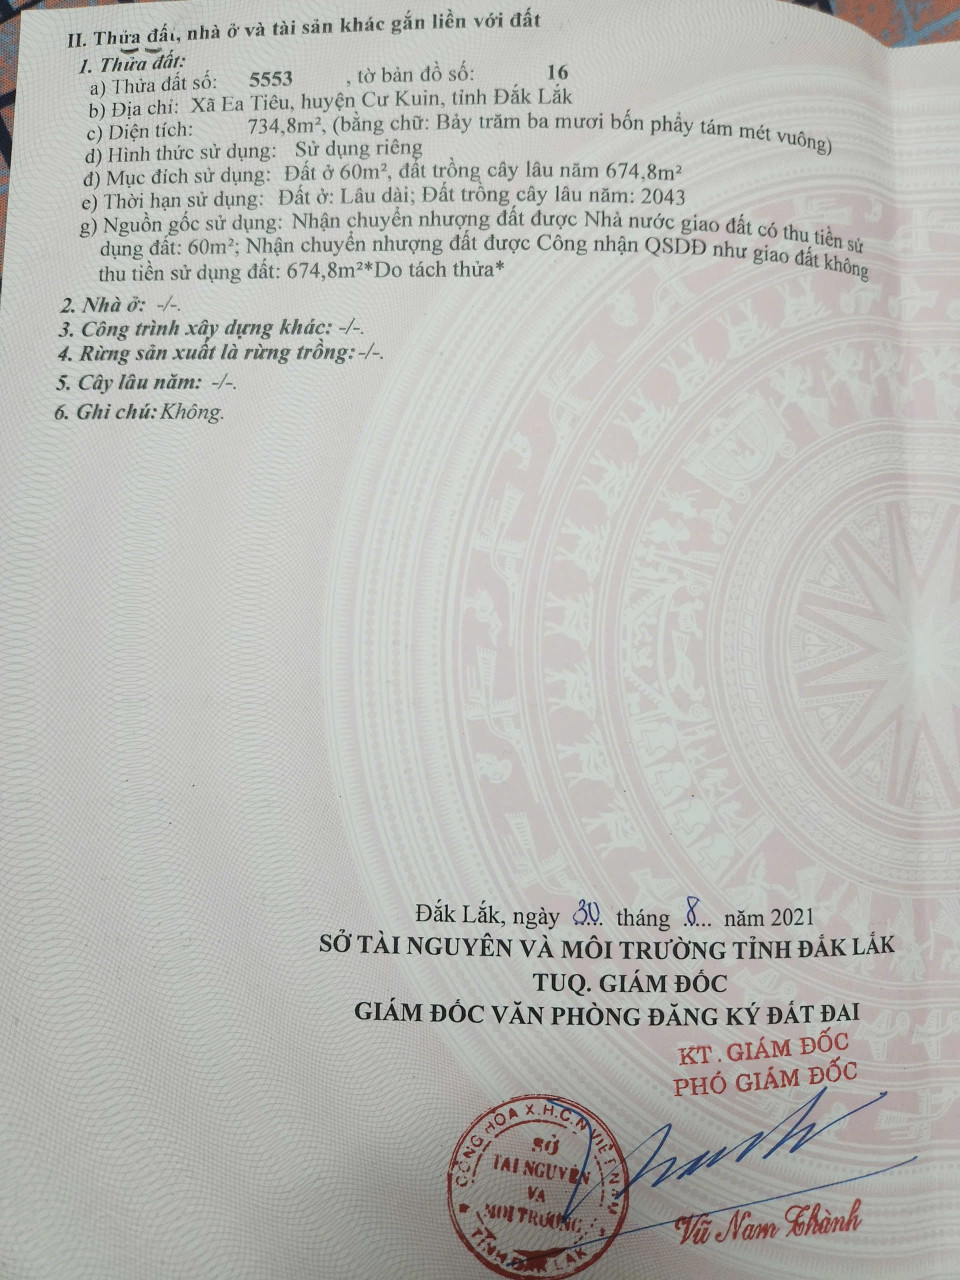 II. Thửa đất, nhà ở và tài sản khác gắn liền với đất
1. Thửa đất:
a) Thửa đất số: 5553 , tờ bản đồ số: 16
b) Địa chỉ: Xã Ea Tiêu, huyện Cư Kuin, tỉnh Đắk Lắk
c) Diện tích: 734,8m², (bằng chữ: Bảy trăm ba mươi bốn phẩy tám mét vuông)
d) Hình thức sử dụng: Sử dụng riêng
đ) Mục đích sử dụng: Đất ở 60m², đất trồng cây lâu năm 674,8m²
e) Thời hạn sử dụng: Đất ở: Lâu dài; Đất trồng cây lâu năm: 2043
g) Nguồn gốc sử dụng: Nhận chuyển nhượng đất được Nhà nước giao đất có thu tiền sử
dụng đất: 60m²; Nhận chuyển nhượng đất được Công nhận QSDĐ như giao đất không
thu tiền sử dụng đất: 674,8m²*Do tách thửa*
2. Nhà ở: -/-.
3. Công trình xây dựng khác: -/-.
4. Rừng sản xuất là rừng trồng: -/-.
5. Cây lâu năm: -/-.
6. Ghi chú: Không.
Đắk Lắk, ngày 30 tháng 8 năm 2021
SỞ TÀI NGUYÊN VÀ MÔI TRƯỜNG TỈNH ĐẮK LẮK
TUQ. GIÁM ĐỐC
GIÁM ĐỐC VĂN PHÒNG ĐĂNG KÝ ĐẤT ĐAI
KT. GIÁM ĐỐC
PHÓ GIÁM ĐỐC
CỘNG HÒA X.H.C.N VIỆT NAM
SỞ
TÀI NGUYÊN
VÀ
MÔI TRƯỜNG
TỈNH ĐẮK LẮK
Vũ Nam Thành